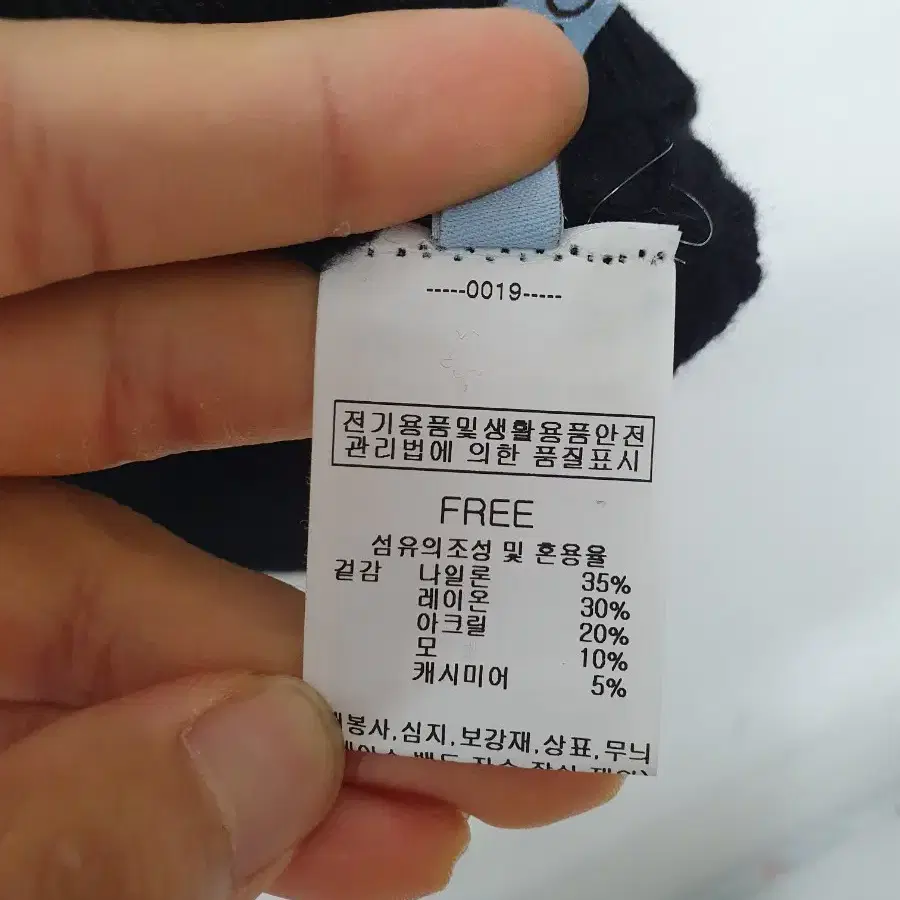 -----0019-----
전기용품및생활용품안전
관리법에 의한 품질표시
FREE
섬유의조성 및 혼용율
겉감 나일론 35%
레이온 30%
아크릴 20%
모 10%
캐시미어 5%
봉사,심지,보강재,상표,무늬